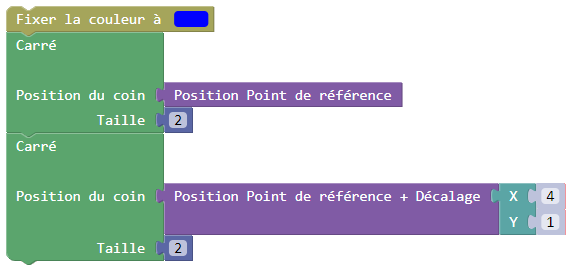 Fixer la couleur à
Carré
Position du coin Position Point de référence
Taille 2
Carré
Position du coin Position Point de référence + Décalage X 4
Y 1
Taille 2